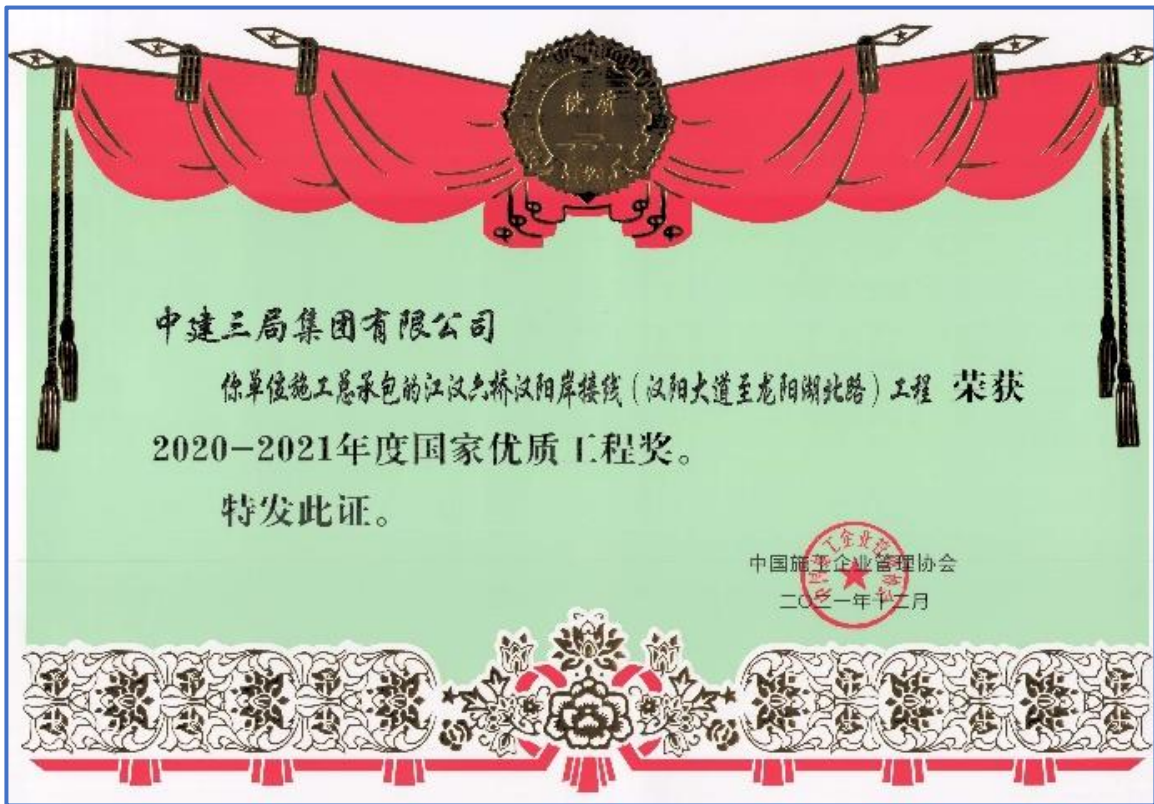 优质
中建三局集团有限公司
你单位施工总承包的江汉六桥汉阳岸接线(汉阳大道至龙阳湖北路)工程 荣获
2020-2021年度国家优质工程奖。
特发此证。
中国施工企业管理协会
二〇二一年十二月